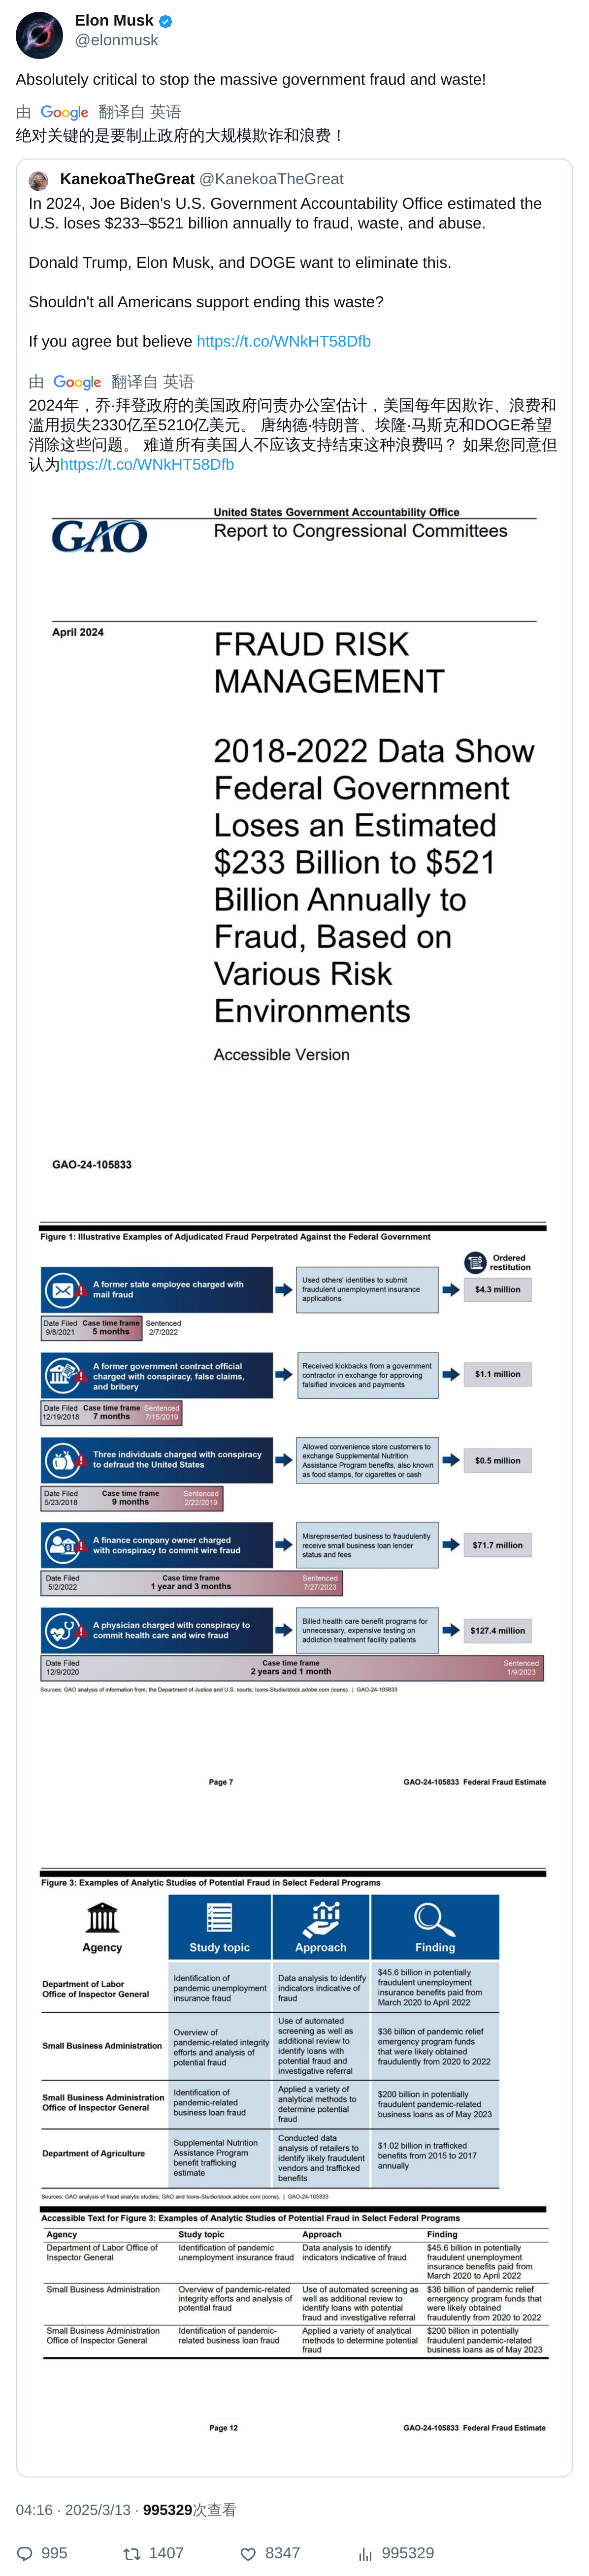 Elon Musk
@elonmusk
Absolutely critical to stop the massive government fraud and waste!
由 Google 翻译自 英语
绝对关键的是要制止政府的大规模欺诈和浪费！
KanekoaTheGreat @KanekoaTheGreat
In 2024, Joe Biden's U.S. Government Accountability Office estimated the
U.S. loses $233–$521 billion annually to fraud, waste, and abuse.
Donald Trump, Elon Musk, and DOGE want to eliminate this.
Shouldn't all Americans support ending this waste?
If you agree but believe https://t.co/WNkHT58Dfb
由 Google 翻译自 英语
2024年，乔·拜登政府的美国政府问责办公室估计，美国每年因欺诈、浪费和
滥用损失2330亿至5210亿美元。 唐纳德·特朗普、埃隆·马斯克和DOGE希望
消除这些问题。 难道所有美国人不应该支持结束这种浪费吗？ 如果您同意但
认为https://t.co/WNkHT58Dfb
GAO
United States Government Accountability Office
Report to Congressional Committees
April 2024
FRAUD RISK
MANAGEMENT
2018-2022 Data Show
Federal Government
Loses an Estimated
$233 Billion to $521
Billion Annually to
Fraud, Based on
Various Risk
Environments
Accessible Version
GAO-24-105833
Figure 1: Illustrative Examples of Adjudicated Fraud Perpetrated Against the Federal Government
Ordered
restitution
A former state employee charged with
mail fraud
Used others' identities to submit
fraudulent unemployment insurance
applications
$4.3 million
Date Filed Case time frame Sentenced
9/8/2021 5 months 2/7/2022
A former government contract official
charged with conspiracy, false claims,
and bribery
Received kickbacks from a government
contractor in exchange for approving
falsified invoices and payments
$1.1 million
Date Filed Case time frame Sentenced
12/19/2018 7 months 7/15/2019
Three individuals charged with conspiracy
to defraud the United States
Allowed convenience store customers to
exchange Supplemental Nutrition
Assistance Program benefits, also known
as food stamps, for cigarettes or cash
$0.5 million
Date Filed Case time frame Sentenced
5/23/2018 9 months 2/22/2019
A finance company owner charged
with conspiracy to commit wire fraud
Misrepresented business to fraudulently
receive small business loan lender
status and fees
$71.7 million
Date Filed Case time frame Sentenced
5/2/2022 1 year and 3 months 7/27/2023
A physician charged with conspiracy to
commit health care and wire fraud
Billed health care benefit programs for
unnecessary, expensive testing on
addiction treatment facility patients
$127.4 million
Date Filed Case time frame Sentenced
12/9/2020 2 years and 1 month 1/9/2023
Sources: GAO analysis of information from; the Department of Justice and U.S. courts; Icons-Studio/stock.adobe.com (icons). | GAO-24-105833
Page 7 GAO-24-105833 Federal Fraud Estimate
Figure 3: Examples of Analytic Studies of Potential Fraud in Select Federal Programs
Agency Study topic Approach Finding
Department of Labor
Office of Inspector General
Identification of
pandemic unemployment
insurance fraud
Data analysis to identify
indicators indicative of
fraud
$45.6 billion in potentially
fraudulent unemployment
insurance benefits paid from
March 2020 to April 2022
Small Business Administration
Overview of
pandemic-related integrity
efforts and analysis of
potential fraud
Use of automated
screening as well as
additional review to
identify loans with
potential fraud and
investigative referral
$36 billion of pandemic relief
emergency program funds
that were likely obtained
fraudulently from 2020 to 2022
Small Business Administration
Office of Inspector General
Identification of
pandemic-related
business loan fraud
Applied a variety of
analytical methods to
determine potential
fraud
$200 billion in potentially
fraudulent pandemic-related
business loans as of May 2023
Department of Agriculture
Supplemental Nutrition
Assistance Program
benefit trafficking
estimate
Conducted data
analysis of retailers to
identify likely fraudulent
vendors and trafficked
benefits
$1.02 billion in trafficked
benefits from 2015 to 2017
annually
Sources: GAO analysis of fraud analytic studies; GAO and Icons-Studio/stock.adobe.com (icons). | GAO-24-105833
Accessible Text for Figure 3: Examples of Analytic Studies of Potential Fraud in Select Federal Programs
Agency Study topic Approach Finding
Department of Labor Office of
Inspector General
Identification of pandemic
unemployment insurance fraud
Data analysis to identify
indicators indicative of fraud
$45.6 billion in potentially
fraudulent unemployment
insurance benefits paid from
March 2020 to April 2022
Small Business Administration
Overview of pandemic-related
integrity efforts and analysis of
potential fraud
Use of automated screening as
well as additional review to
identify loans with potential
fraud and investigative referral
$36 billion of pandemic relief
emergency program funds that
were likely obtained
fraudulently from 2020 to 2022
Small Business Administration
Office of Inspector General
Identification of pandemic-
related business loan fraud
Applied a variety of analytical
methods to determine potential
fraud
$200 billion in potentially
fraudulent pandemic-related
business loans as of May 2023
Page 12 GAO-24-105833 Federal Fraud Estimate
04:16 · 2025/3/13 · 995329次查看
995 1407 8347 995329